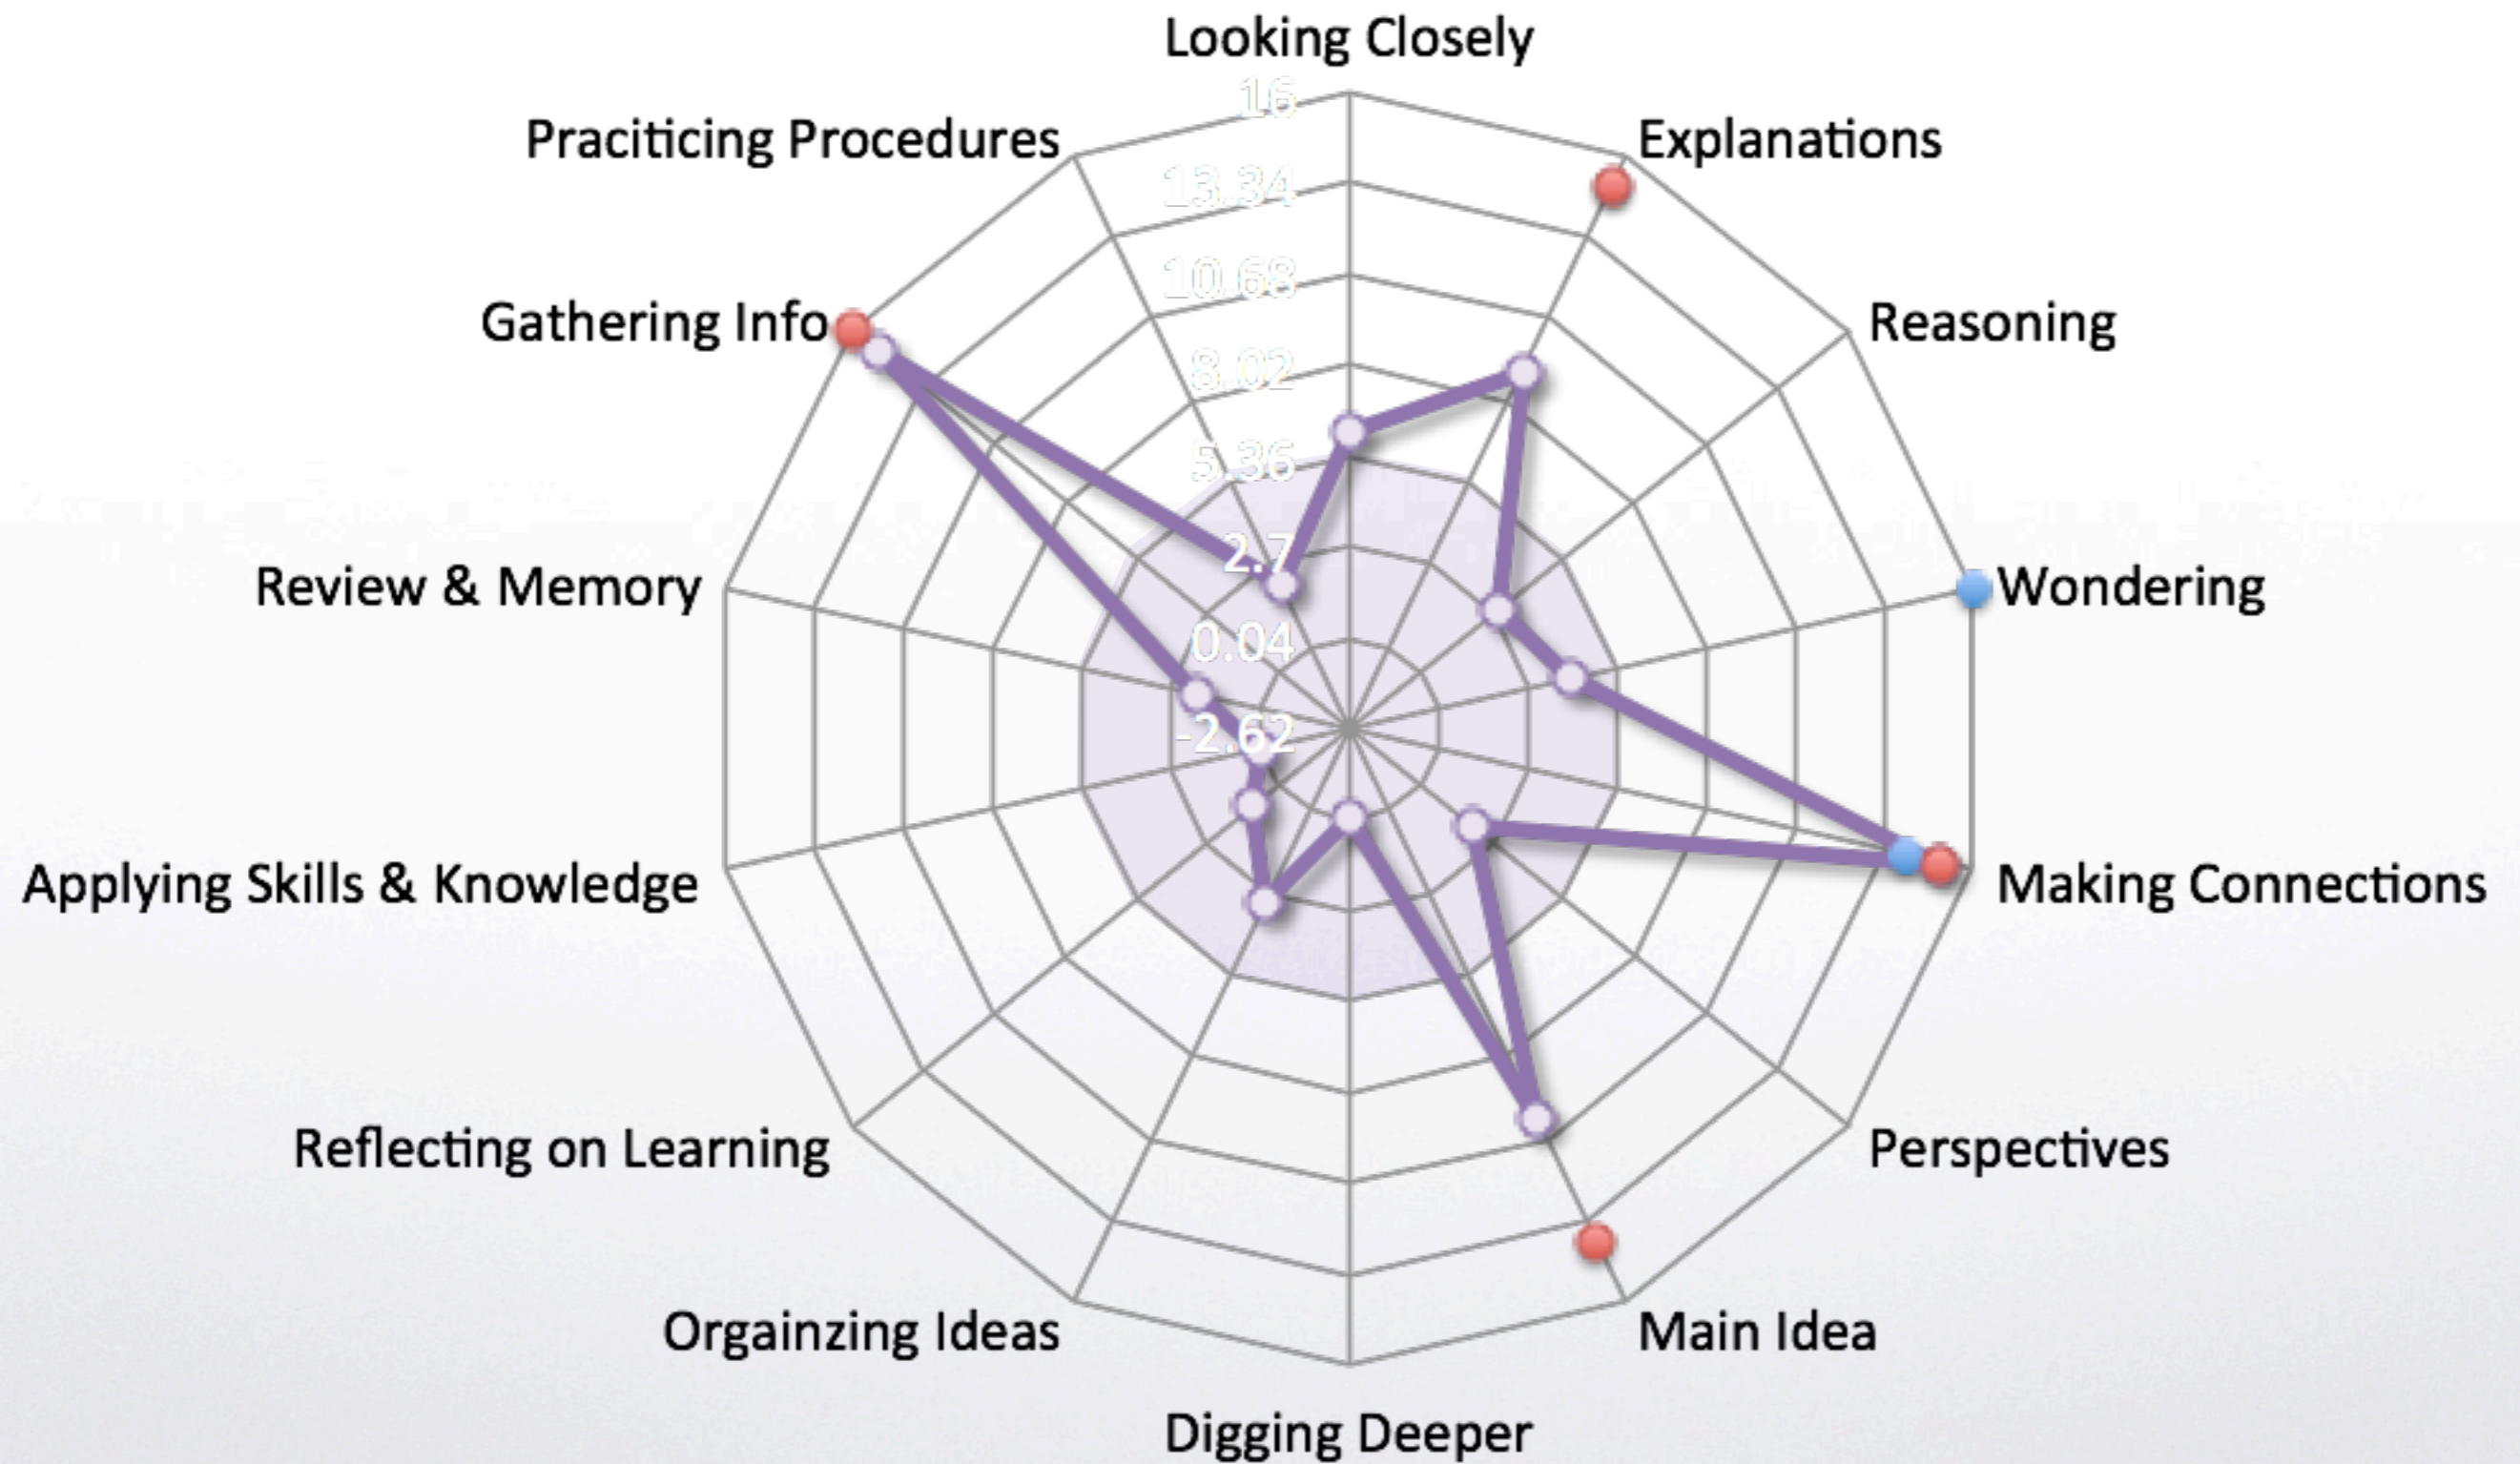 Looking Closely
16
Praciticing Procedures
Explanations
13.34
10.68
Gathering Info
Reasoning
8.02
5.36
2.7
Review & Memory
Wondering
0.04
-2.62
Applying Skills & Knowledge
Making Connections
Reflecting on Learning
Perspectives
Orgainzing Ideas
Main Idea
Digging Deeper